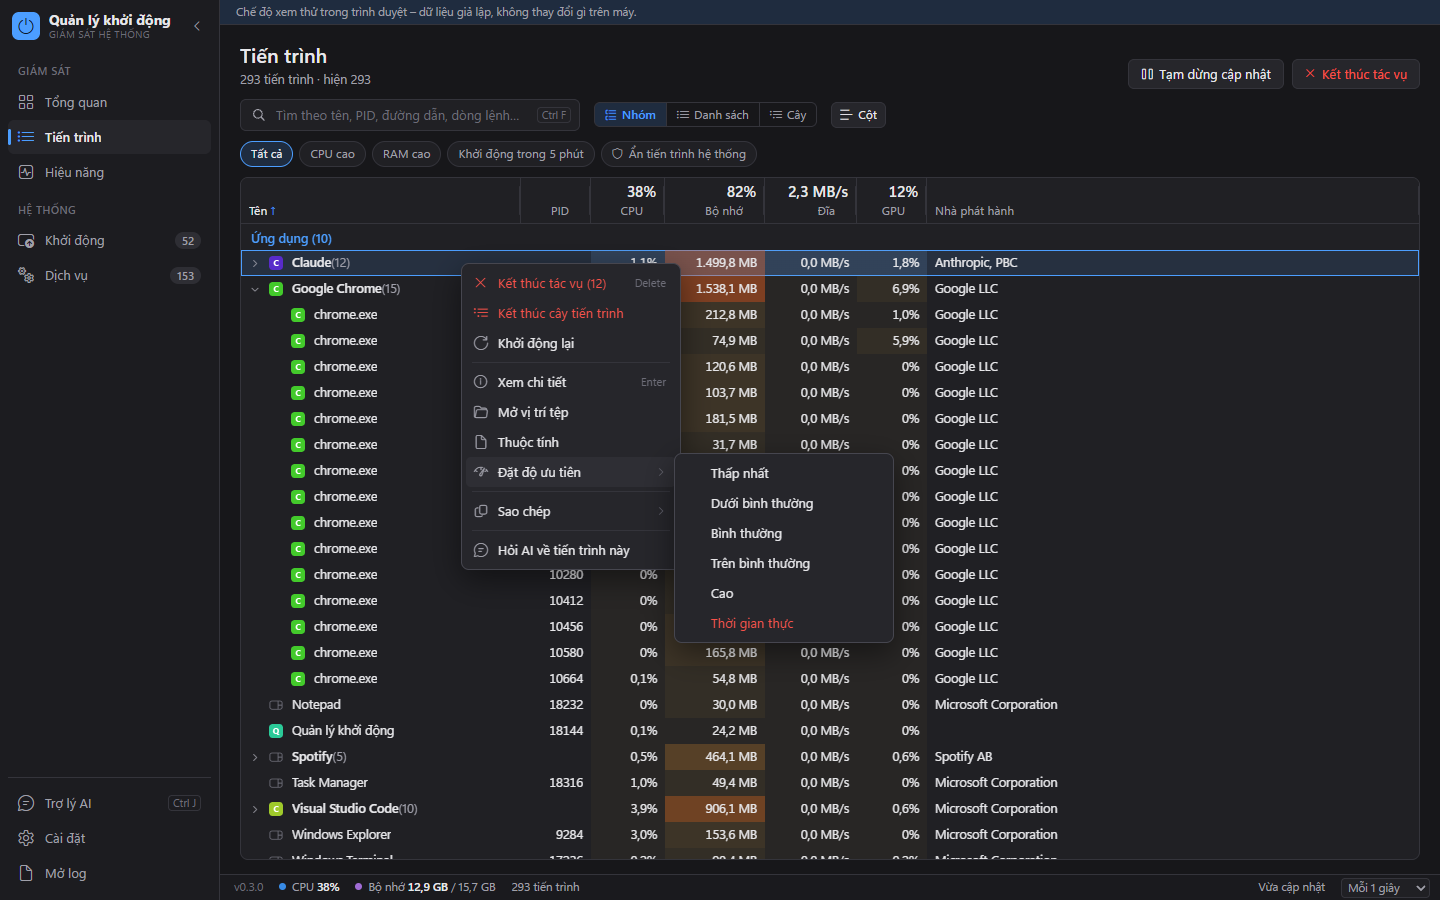 Quản lý khởi động
GIÁM SÁT HỆ THỐNG
Chế độ xem thử trong trình duyệt – dữ liệu giả lập, không thay đổi gì trên máy.
GIÁM SÁT
Tổng quan
Tiến trình
Hiệu năng
HỆ THỐNG
Khởi động 52
Dịch vụ 153
Trợ lý AI Ctrl J
Cài đặt
Mở log
Tiến trình
293 tiến trình · hiện 293
Tạm dừng cập nhật
Kết thúc tác vụ
Tìm theo tên, PID, đường dẫn, dòng lệnh... Ctrl F
Nhóm Danh sách Cây Cột
Tất cả CPU cao RAM cao Khởi động trong 5 phút Ẩn tiến trình hệ thống
38% 82% 2,3 MB/s 12%
Tên ↑ PID CPU Bộ nhớ Đĩa GPU Nhà phát hành
Ứng dụng (10)
Claude(12) 1,1% 1.499,8 MB 0,0 MB/s 1,8% Anthropic, PBC
Google Chrome(15) 1.538,1 MB 0,0 MB/s 6,9% Google LLC
chrome.exe 212,8 MB 0,0 MB/s 1,0% Google LLC
chrome.exe 74,9 MB 0,0 MB/s 5,9% Google LLC
chrome.exe 120,6 MB 0,0 MB/s 0% Google LLC
chrome.exe 103,7 MB 0,0 MB/s 0% Google LLC
chrome.exe 181,5 MB 0,0 MB/s 0% Google LLC
chrome.exe 31,7 MB 0,0 MB/s 0% Google LLC
chrome.exe 0% Google LLC
chrome.exe 0% Google LLC
chrome.exe 0% Google LLC
chrome.exe 0% Google LLC
chrome.exe 10280 0% 0% Google LLC
chrome.exe 10412 0% 0% Google LLC
chrome.exe 10456 0% 0% Google LLC
chrome.exe 10580 0% 165,8 MB 0,0 MB/s 0% Google LLC
chrome.exe 10664 0,1% 54,8 MB 0,0 MB/s 0% Google LLC
Notepad 18232 0% 30,0 MB 0,0 MB/s 0% Microsoft Corporation
Quản lý khởi động 18144 0,1% 24,2 MB 0,0 MB/s 0%
Spotify(5) 0,5% 464,1 MB 0,0 MB/s 0,6% Spotify AB
Task Manager 18316 1,0% 49,4 MB 0,0 MB/s 0% Microsoft Corporation
Visual Studio Code(10) 3,9% 906,1 MB 0,0 MB/s 0,6% Microsoft Corporation
Windows Explorer 9284 3,0% 153,6 MB 0,0 MB/s 0% Microsoft Corporation
Windows Terminal
Kết thúc tác vụ (12) Delete
Kết thúc cây tiến trình
Khởi động lại
Xem chi tiết Enter
Mở vị trí tệp
Thuộc tính
Đặt độ ưu tiên
Sao chép
Hỏi AI về tiến trình này
Thấp nhất
Dưới bình thường
Bình thường
Trên bình thường
Cao
Thời gian thực
v0.3.0 CPU 38% Bộ nhớ 12,9 GB / 15,7 GB 293 tiến trình
Vừa cập nhật Mỗi 1 giây